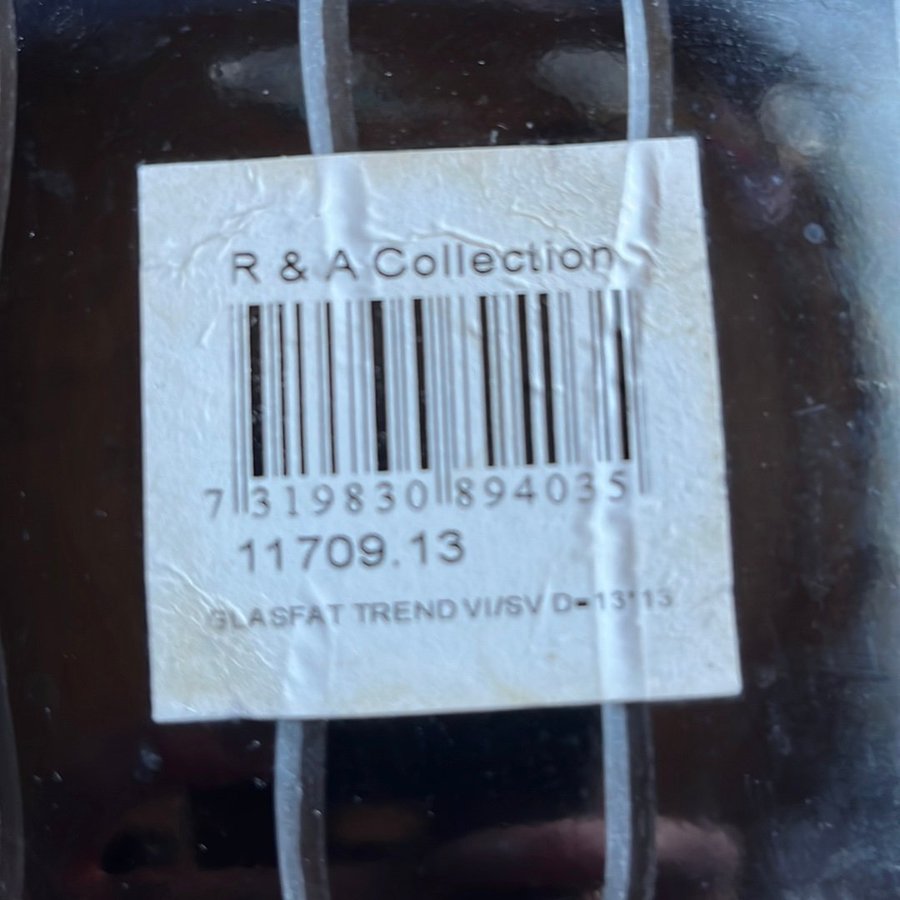 R & A Collection
7 319830 894035
11709.13
GLASFAT TREND VI/SV D-13*13